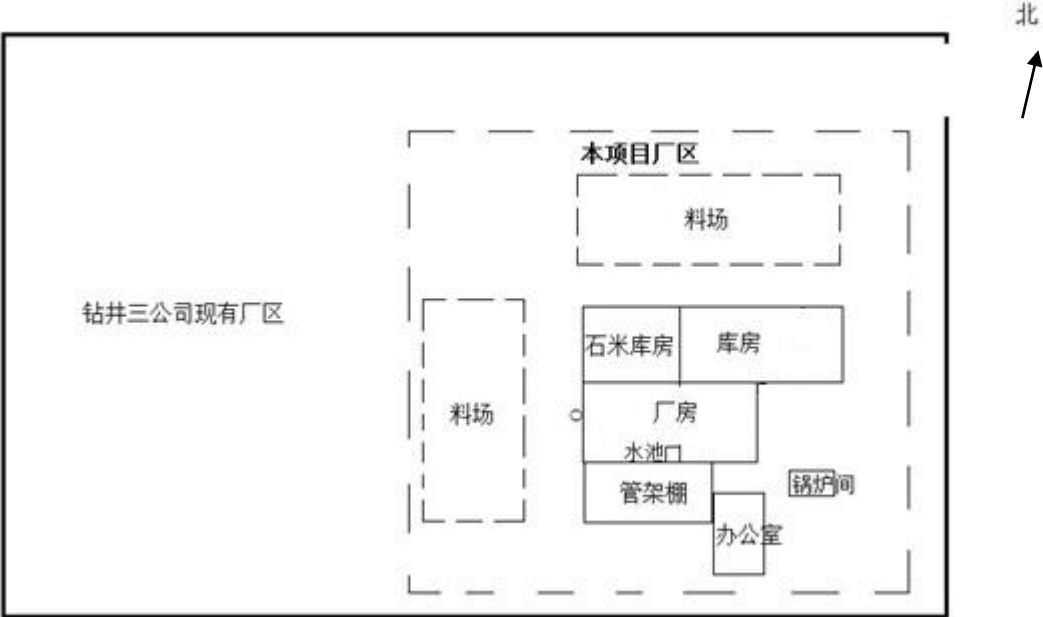 北
本项目厂区
料场
钻井三公司现有厂区
石米库房
库房
料场
厂房
水池
管架棚
锅炉间
办公室